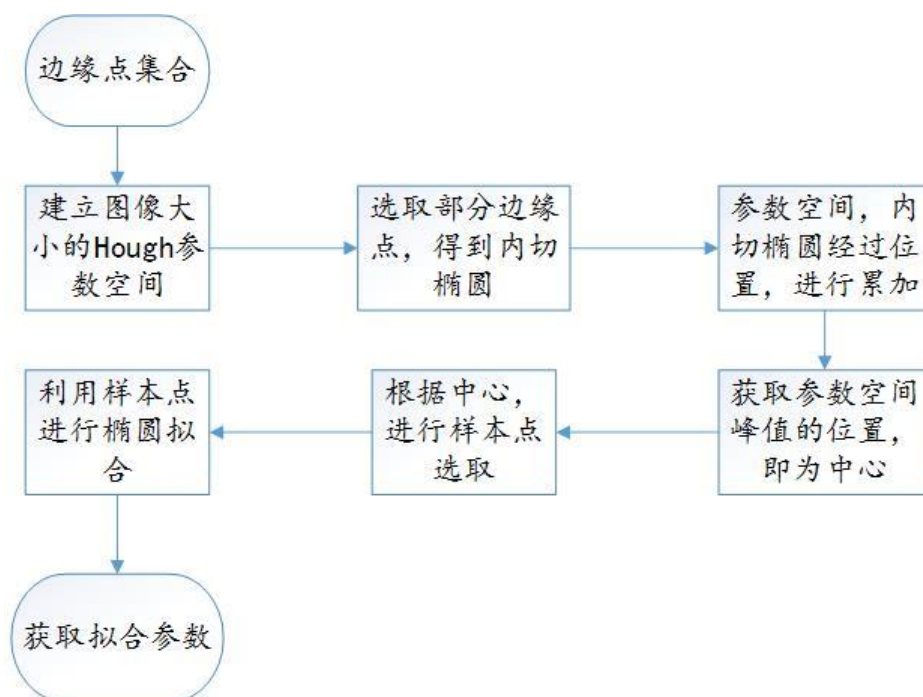 边缘点集合
建立图像大
小的Hough参
数空间
选取部分边缘
点，得到内切
椭圆
参数空间，内
切椭圆经过位
置，进行累加
获取参数空间
峰值的位置，
即为中心
根据中心，
进行样本点
选取
利用样本点
进行椭圆拟
合
获取拟合参数